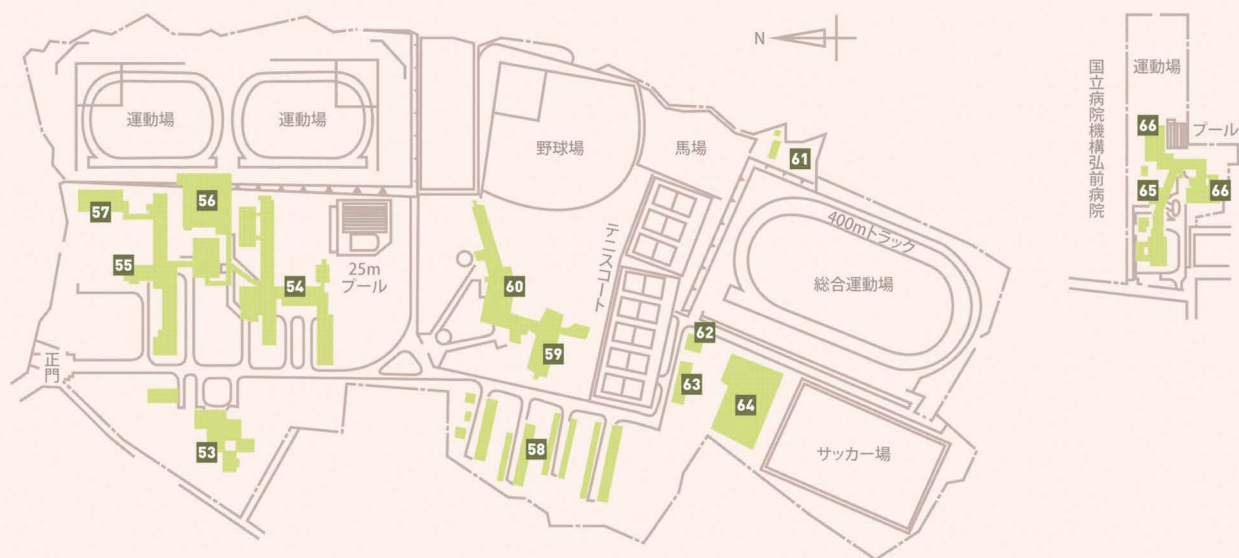 運動場
運動場
57
56
55
54
25m
プール
正門
53
N
野球場
馬場
テニスコート
60
59
58
61
400mトラック
総合運動場
62
63
64
サッカー場
国立病院機構弘前病院
運動場
66
プール
65
66